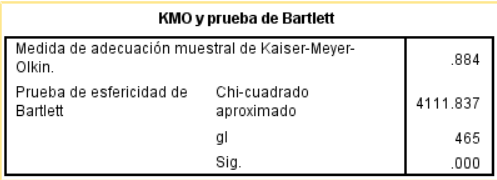 KMO y prueba de Bartlett
Medida de adecuación muestral de Kaiser-Meyer-
Olkin. .884
Prueba de esfericidad de Chi-cuadrado
Bartlett aproximado 4111.837
gl 465
Sig. .000